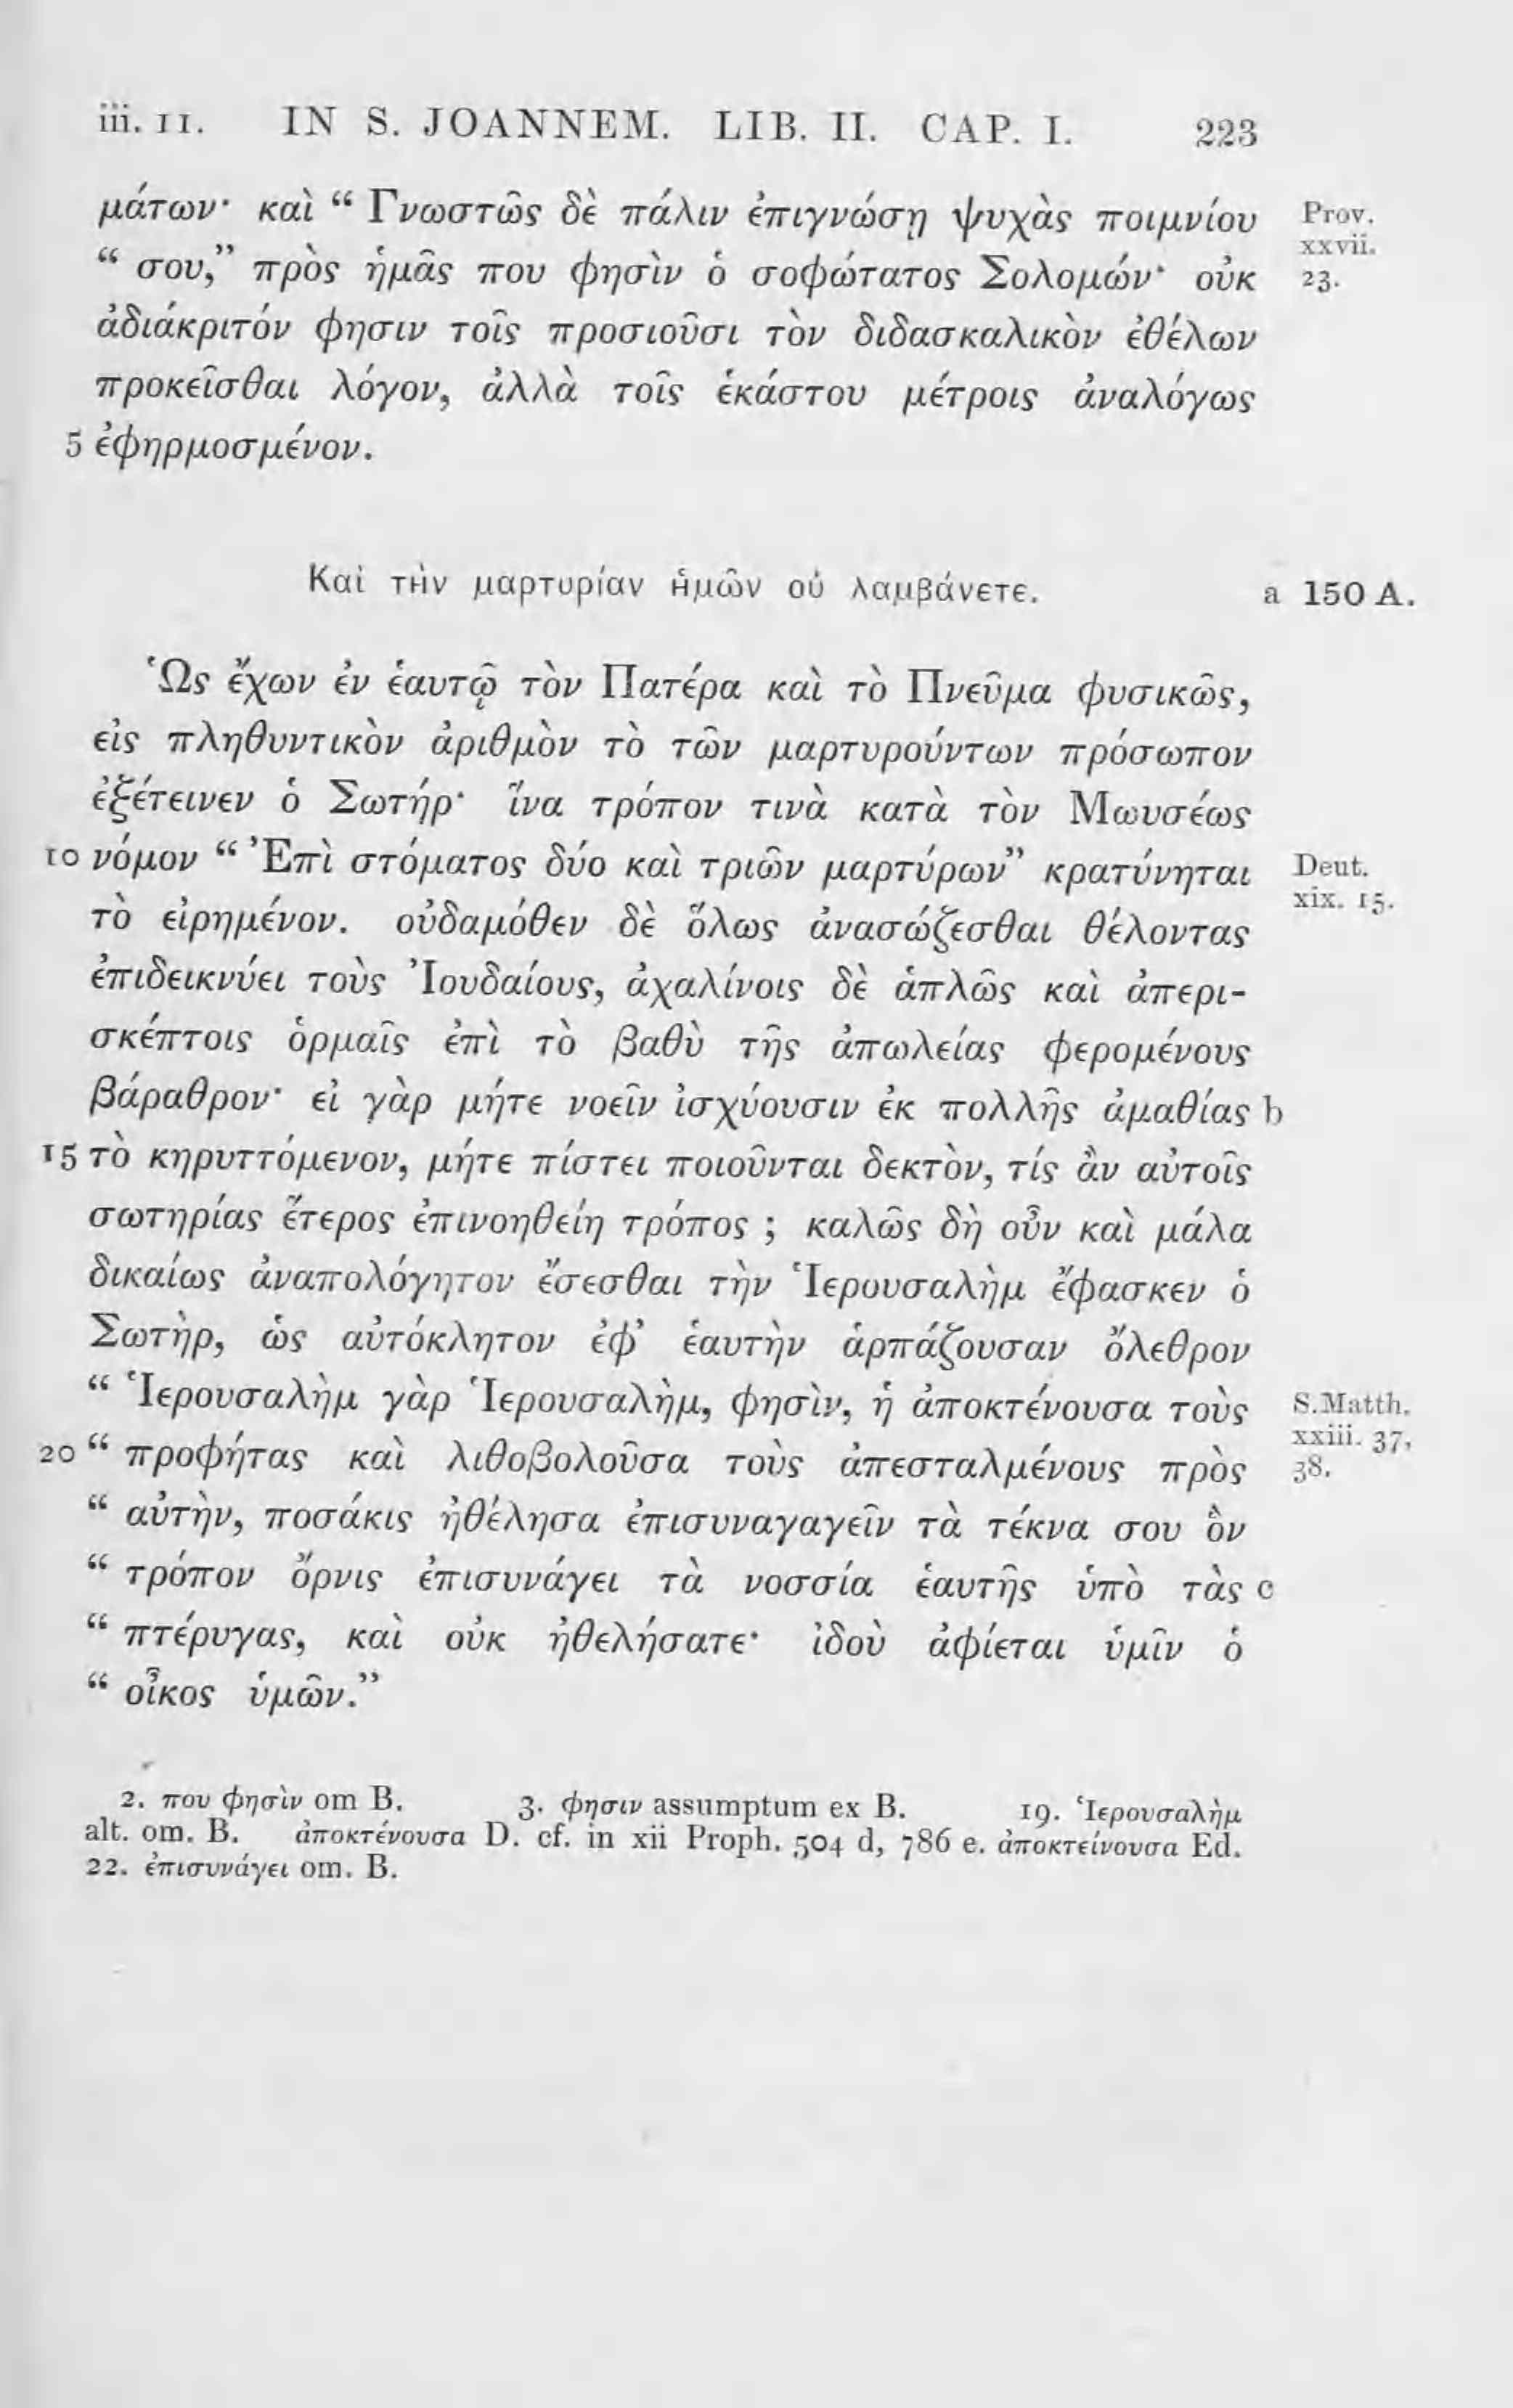 iii. 11. IN S. JOANNEM. LIB. II. CAP. I. 223
μάτων· καὶ “ Γνωστῶς δὲ πάλιν ἐπιγνώσῃ ψυχὰς ποιμνίου Prov. xxvii.
“ σου,” πρὸς ἡμᾶς που φησὶν ὁ σοφώτατος Σολομών· οὐκ 23.
ἀδιάκριτόν φησιν τοῖς προσιοῦσι τὸν διδασκαλικὸν ἐθέλων
προκεῖσθαι λόγον, ἀλλὰ τοῖς ἑκάστου μέτροις ἀναλόγως
5 ἐφηρμοσμένον.
Καὶ τὴν μαρτυρίαν ἡμῶν οὐ λαμβάνετε. a 150 A.
Ὡς ἔχων ἐν ἑαυτῷ τὸν Πατέρα καὶ τὸ Πνεῦμα φυσικῶς,
εἰς πληθυντικὸν ἀριθμὸν τὸ τῶν μαρτυρούντων πρόσωπον
ἐξέτεινεν ὁ Σωτήρ· ἵνα τρόπον τινὰ κατὰ τὸν Μωυσέως
10 νόμον “ Ἐπὶ στόματος δύο καὶ τριῶν μαρτύρων” κρατύνηται Deut.
τὸ εἰρημένον. οὐδαμόθεν δὲ ὅλως ἀνασώζεσθαι θέλοντας xix. 15.
ἐπιδεικνύει τοὺς Ἰουδαίους, ἀχαλίνοις δὲ ἁπλῶς καὶ ἀπερι-
σκέπτοις ὁρμαῖς ἐπὶ τὸ βαθὺ τῆς ἀπωλείας φερομένους
βάραθρον· εἰ γὰρ μήτε νοεῖν ἰσχύουσιν ἐκ πολλῆς ἀμαθίας b
15 τὸ κηρυττόμενον, μήτε πίστει ποιοῦνται δεκτὸν, τίς ἂν αὐτοῖς
σωτηρίας ἕτερος ἐπινοηθείη τρόπος ; καλῶς δὴ οὖν καὶ μάλα
δικαίως ἀναπολόγητον ἔσεσθαι τὴν Ἱερουσαλὴμ ἔφασκεν ὁ
Σωτὴρ, ὡς αὐτόκλητον ἐφ’ ἑαυτὴν ἁρπάζουσαν ὄλεθρον
“ Ἱερουσαλὴμ γὰρ Ἱερουσαλὴμ, φησὶν, ἡ ἀποκτένουσα τοὺς S. Matth.
20 “ προφήτας καὶ λιθοβολοῦσα τοὺς ἀπεσταλμένους πρὸς xxiii. 37, 38.
“ αὐτὴν, ποσάκις ἠθέλησα ἐπισυναγαγεῖν τὰ τέκνα σου ὃν
“ τρόπον ὄρνις ἐπισυνάγει τὰ νοσσία ἑαυτῆς ὑπὸ τὰς c
“ πτέρυγας, καὶ οὐκ ἠθελήσατε· ἰδοὺ ἀφίεται ὑμῖν ὁ
“ οἶκος ὑμῶν.”
2. που φησὶν om B. 3. φησιν assumptum ex B. 19. Ἱερουσαλὴμ
alt. om. B. ἀποκτένουσα D. cf. in xii Proph. 504 d, 786 e. ἀποκτείνουσα Ed.
22. ἐπισυνάγει om. B.